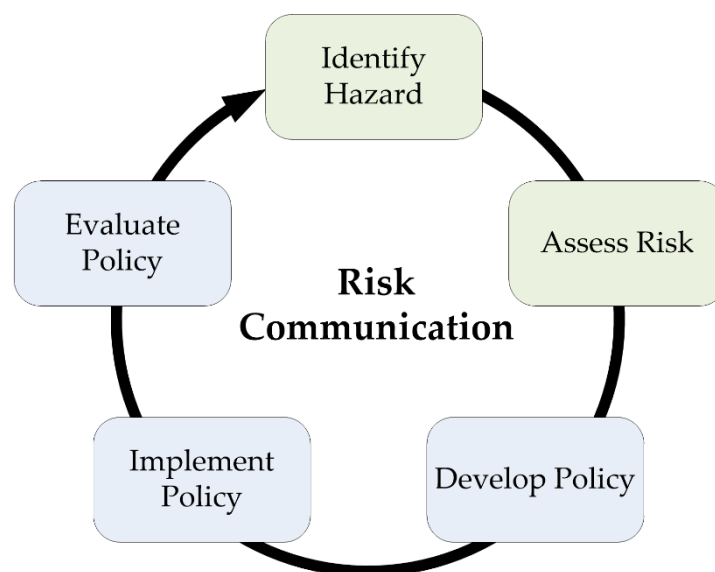 Identify
Hazard
Assess Risk
Develop Policy
Implement
Policy
Evaluate
Policy
Risk
Communication